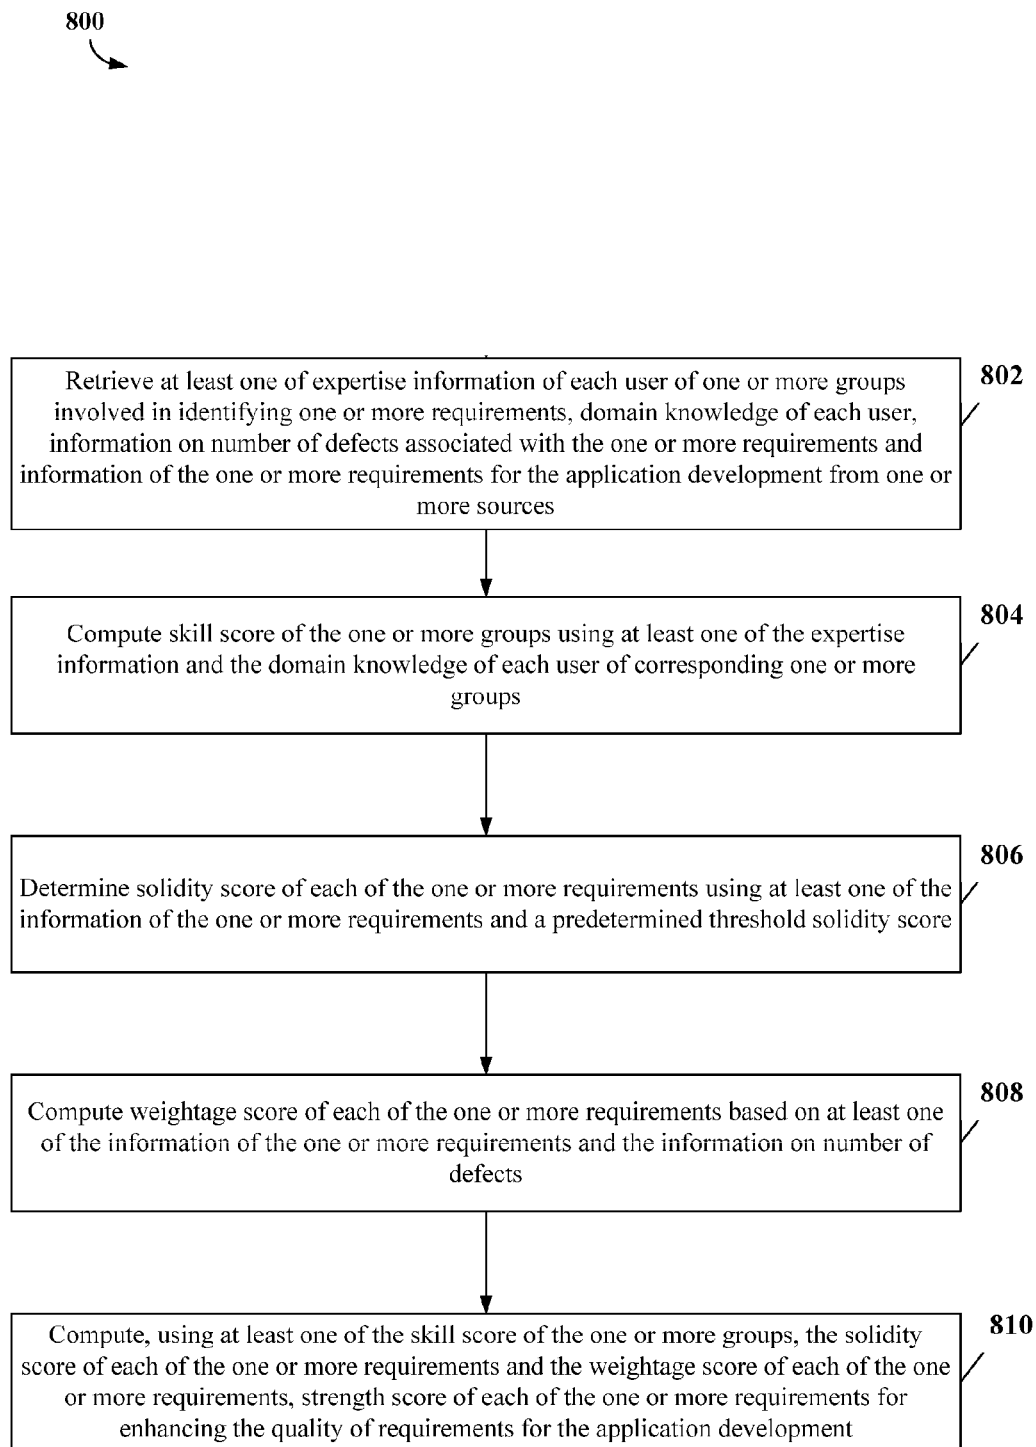 800
802
Retrieve at least one of expertise information of each user of one or more groups
involved in identifying one or more requirements, domain knowledge of each user,
information on number of defects associated with the one or more requirements and
information of the one or more requirements for the application development from one or
more sources
804
Compute skill score of the one or more groups using at least one of the expertise
information and the domain knowledge of each user of corresponding one or more
groups
806
Determine solidity score of each of the one or more requirements using at least one of the
information of the one or more requirements and a predetermined threshold solidity score
808
Compute weightage score of each of the one or more requirements based on at least one
of the information of the one or more requirements and the information on number of
defects
810
Compute, using at least one of the skill score of the one or more groups, the solidity
score of each of the one or more requirements and the weightage score of each of the one
or more requirements, strength score of each of the one or more requirements for
enhancing the quality of requirements for the application development